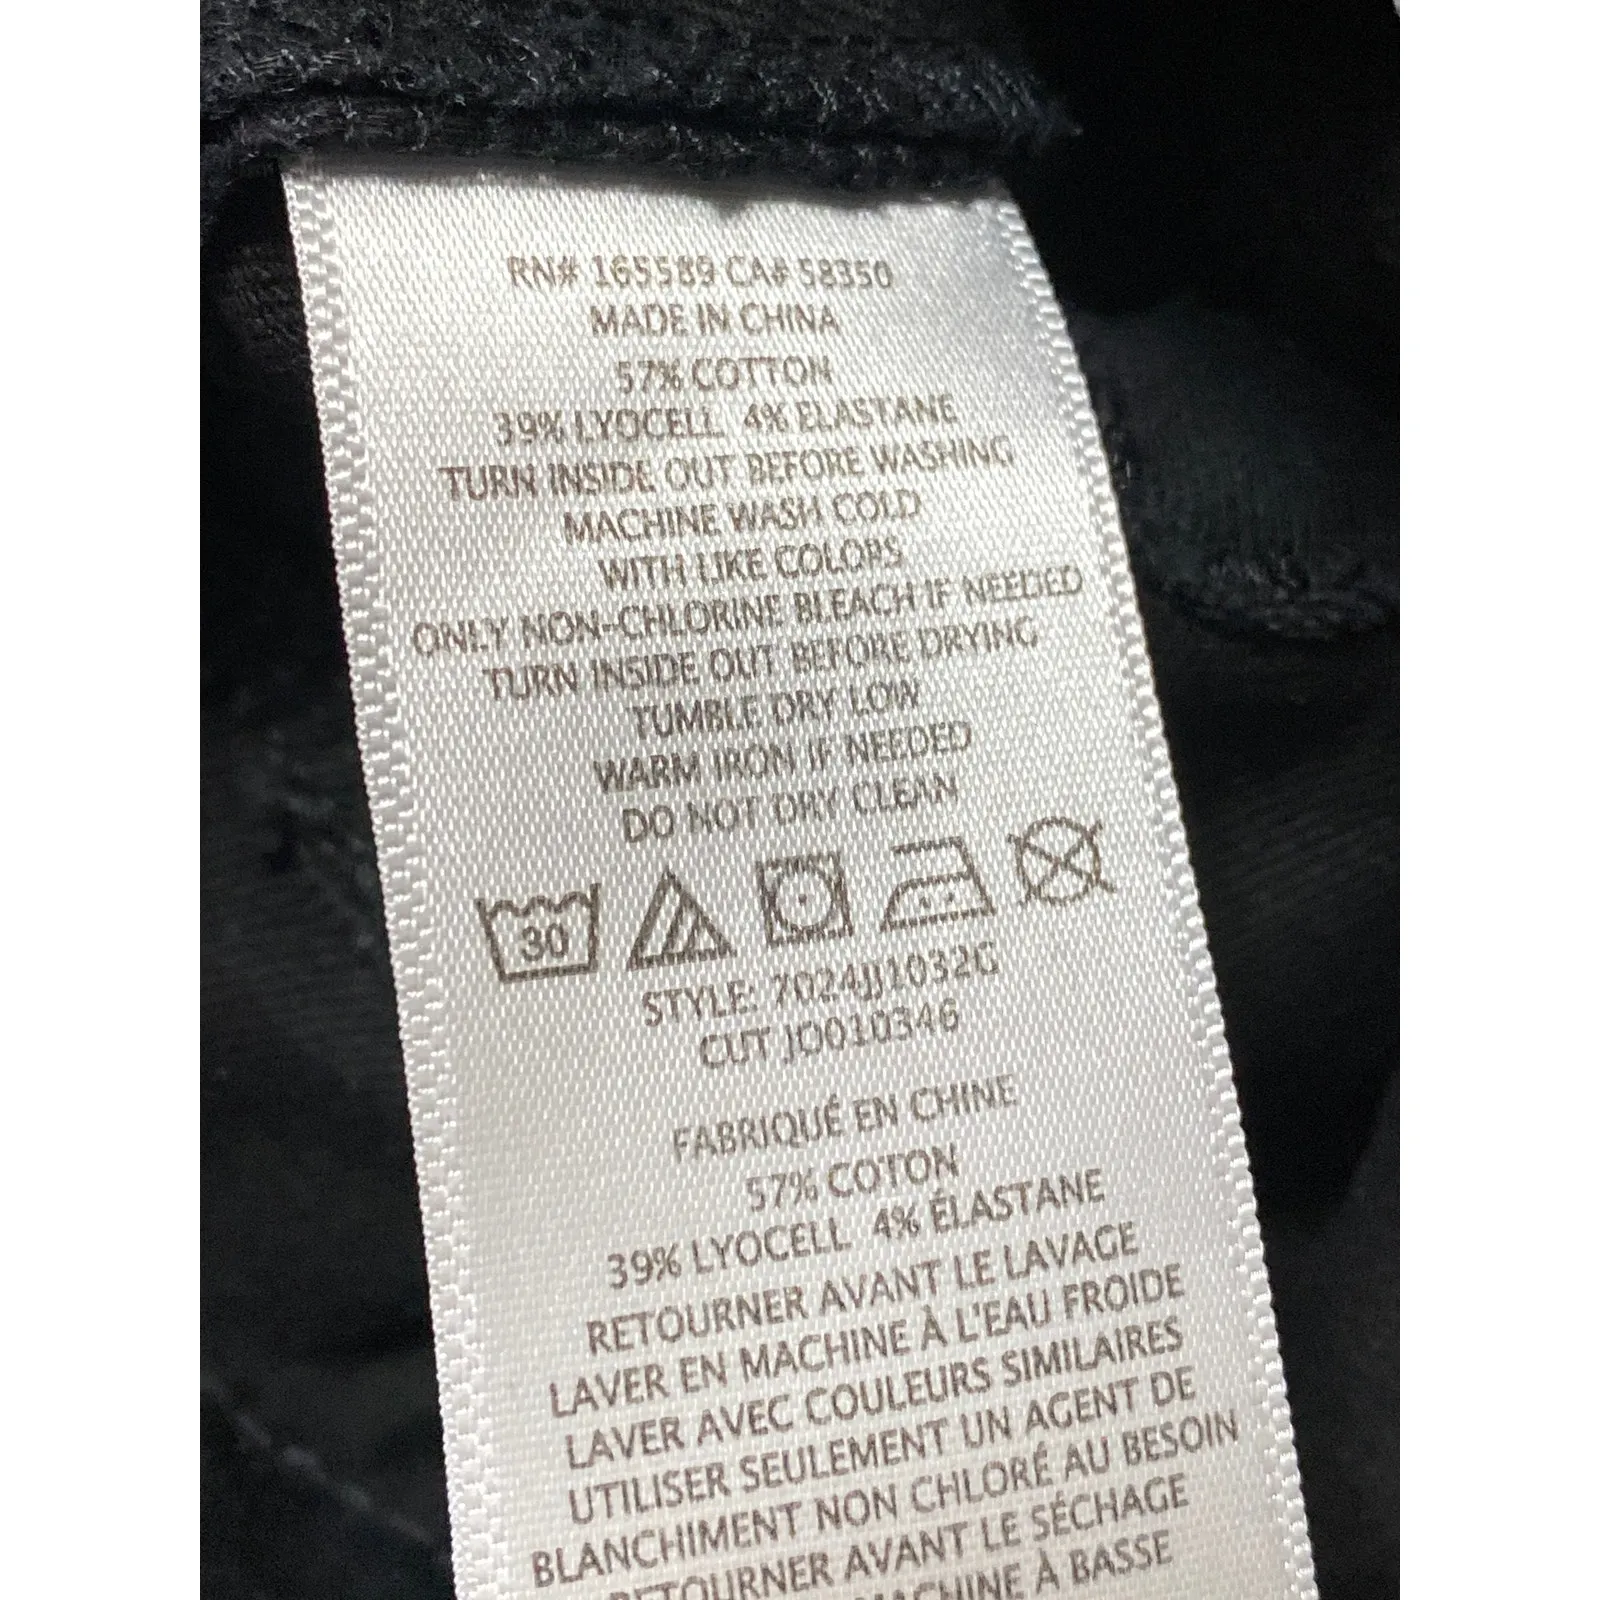 RN# 165589 CA# 58350
MADE IN CHINA
57% COTTON
39% LYOCELL 4% ELASTANE
TURN INSIDE OUT BEFORE WASHING
MACHINE WASH COLD
WITH LIKE COLORS
ONLY NON-CHLORINE BLEACH IF NEEDED
TURN INSIDE OUT BEFORE DRYING
TUMBLE DRY LOW
WARM IRON IF NEEDED
DO NOT DRY CLEAN
30
STYLE: 7024JJ1032G
CUT JO010346
FABRIQUÉ EN CHINE
57% COTON
39% LYOCELL 4% ÉLASTANE
RETOURNER AVANT LE LAVAGE
LAVER EN MACHINE À L'EAU FROIDE
LAVER AVEC COULEURS SIMILAIRES
UTILISER SEULEMENT UN AGENT DE
BLANCHIMENT NON CHLORÉ AU BESOIN
RETOURNER AVANT LE SÉCHAGE
MACHINE À BASSE